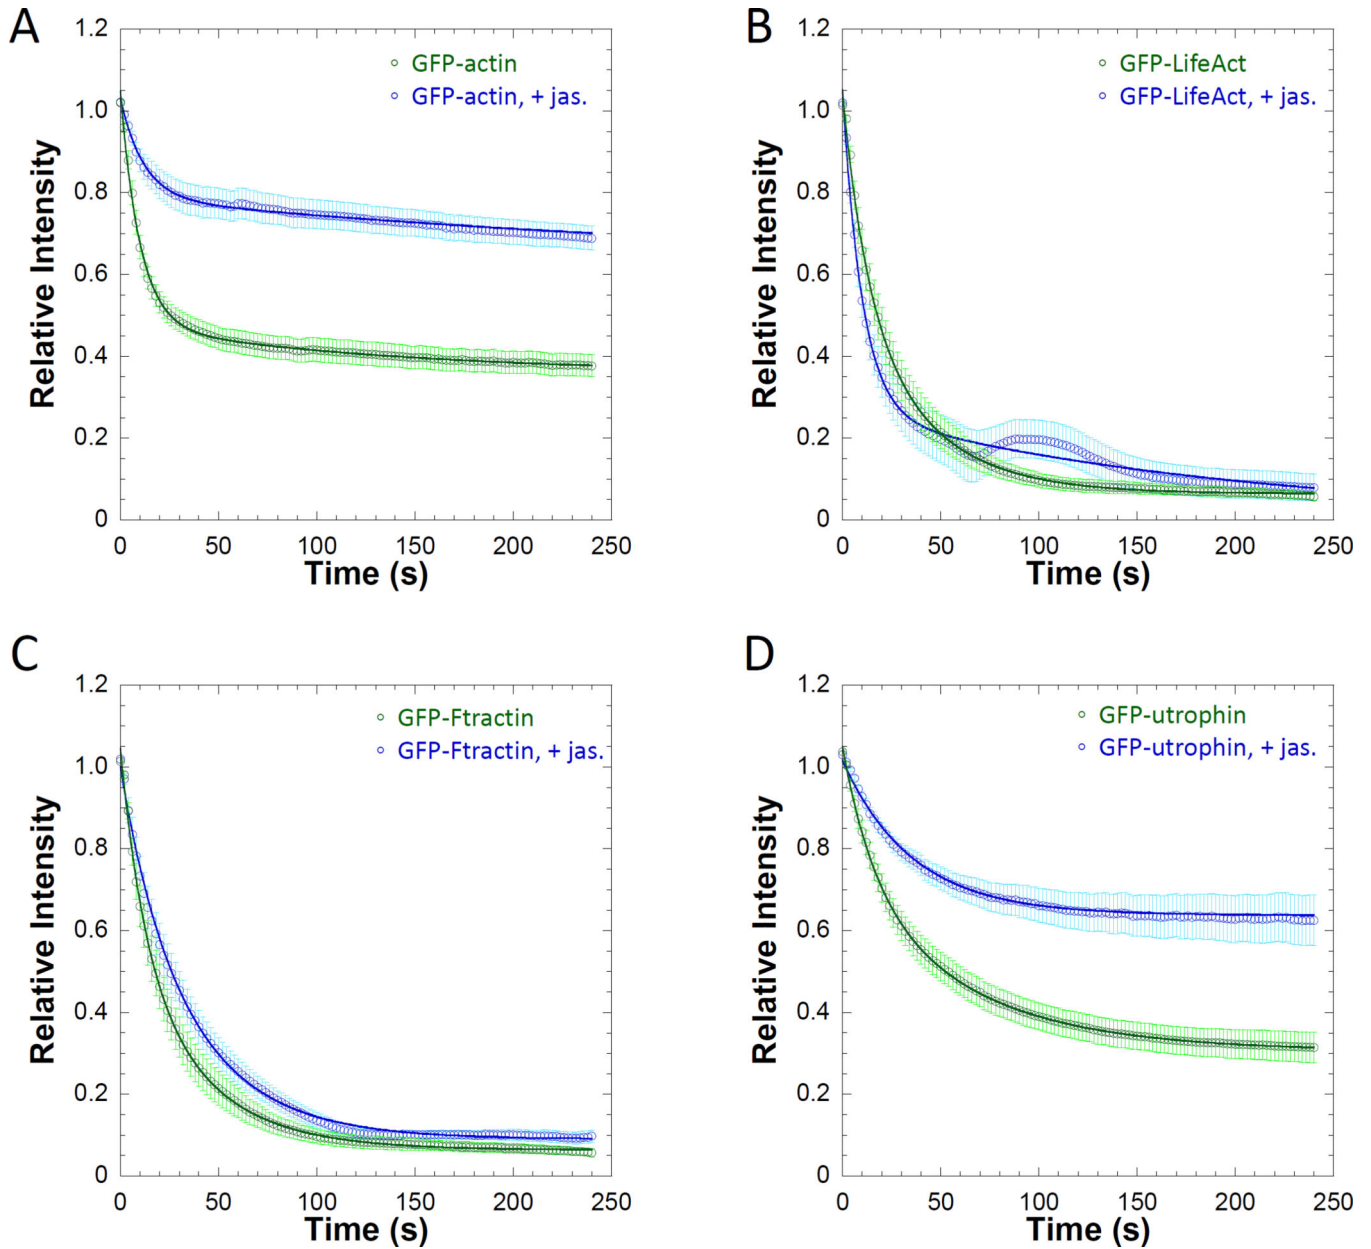 A
1.2
1.0
0.8
0.6
0.4
0.2
0
Relative Intensity
GFP-actin
GFP-actin, + jas.
0 50 100 150 200 250
Time (s)
B
1.2
1.0
0.8
0.6
0.4
0.2
0
Relative Intensity
GFP-LifeAct
GFP-LifeAct, + jas.
0 50 100 150 200 250
Time (s)
C
1.2
1.0
0.8
0.6
0.4
0.2
0
Relative Intensity
GFP-Ftractin
GFP-Ftractin, + jas.
0 50 100 150 200 250
Time (s)
D
1.2
1.0
0.8
0.6
0.4
0.2
0
Relative Intensity
GFP-utrophin
GFP-utrophin, + jas.
0 50 100 150 200 250
Time (s)